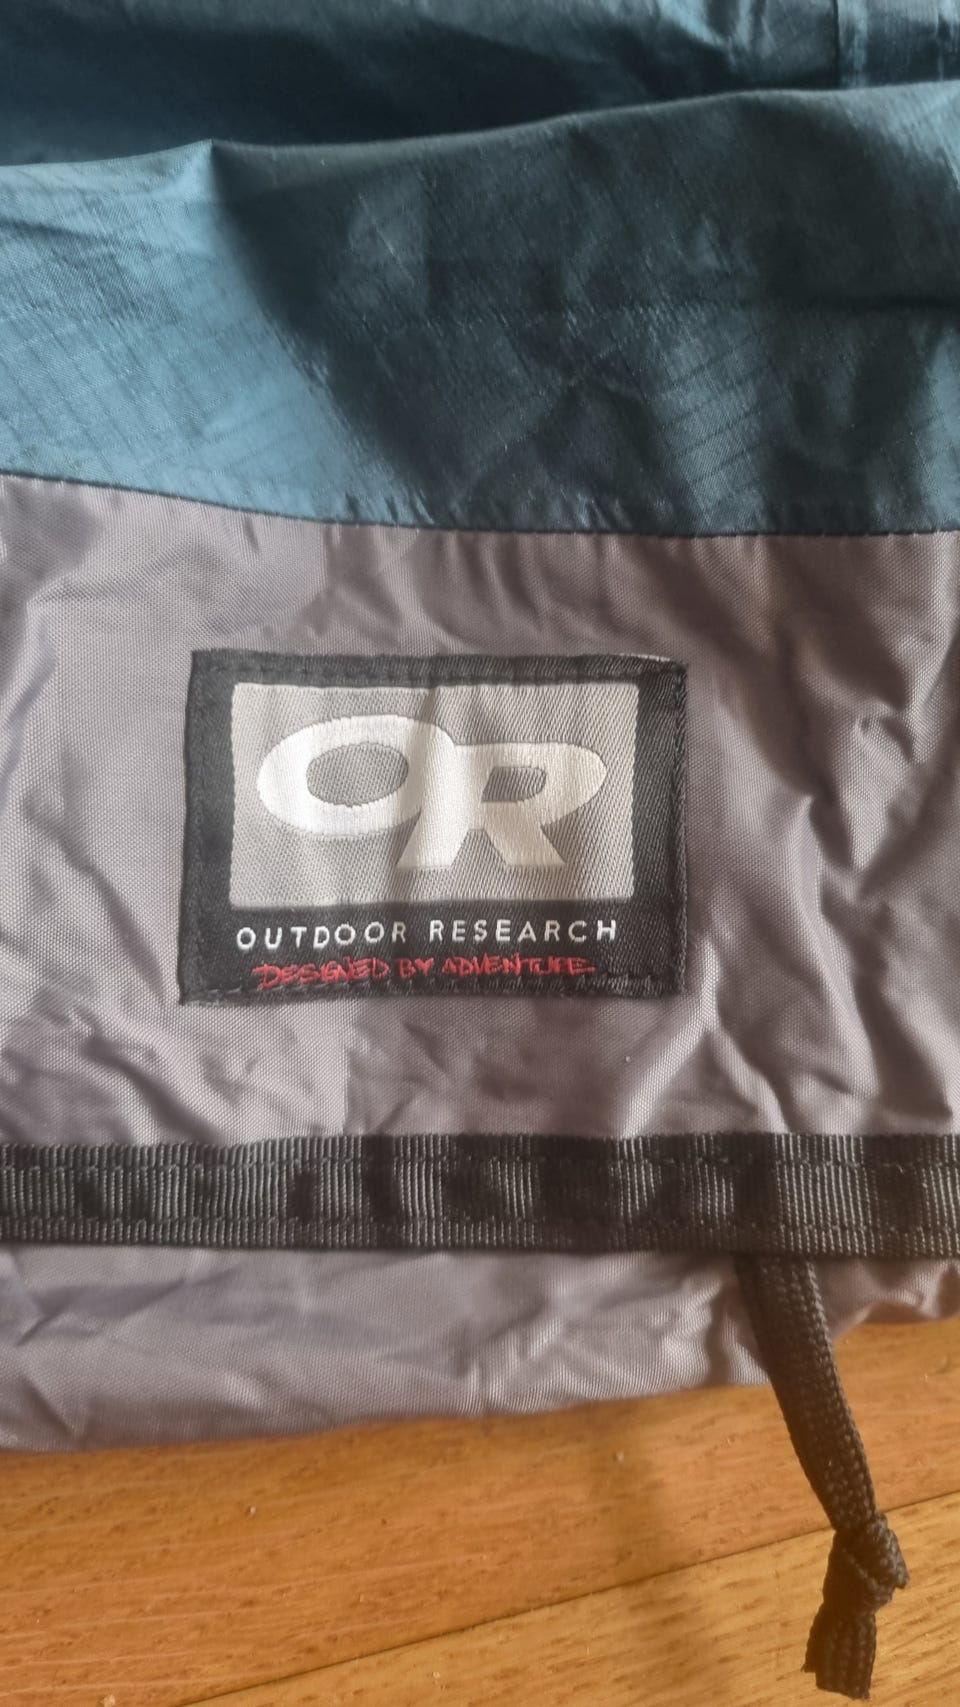 OR
OUTDOOR RESEARCH
DESIGNED BY ADVENTURE